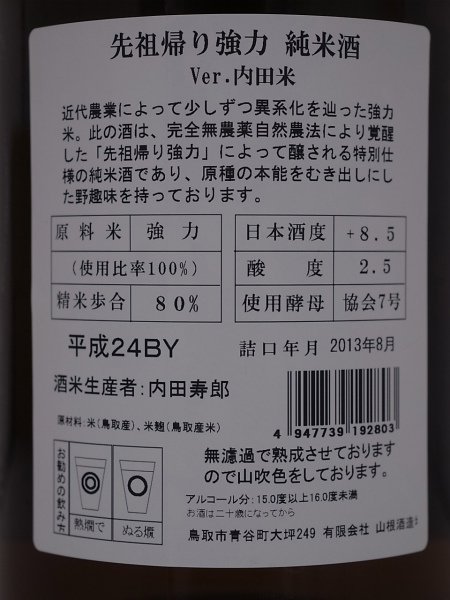 先祖帰り強力 純米酒
Ver.内田米
近代農業によって少しずつ異系化を辿った強力
米。此の酒は、完全無農薬自然農法により覚醒
した「先祖帰り強力」によって醸される特別仕
様の純米酒であり、原種の本能をむき出しにし
た野趣味を持っております。
原料米 強力
(使用比率100%)
精米歩合 80%
日本酒度 +8.5
酸度 2.5
使用酵母 協会7号
平成24BY 詰口年月 2013年8月
酒米生産者:内田寿郎
原材料:米(鳥取産)、米麹(鳥取産米)
4 947739 192803
お勧めの飲み方
熱燗で ぬる燗
無濾過で熟成させております
ので山吹色をしております。
アルコール分:15.0度以上16.0度未満
お酒は二十歳になってから
鳥取市青谷町大坪249 有限会社 山根酒造